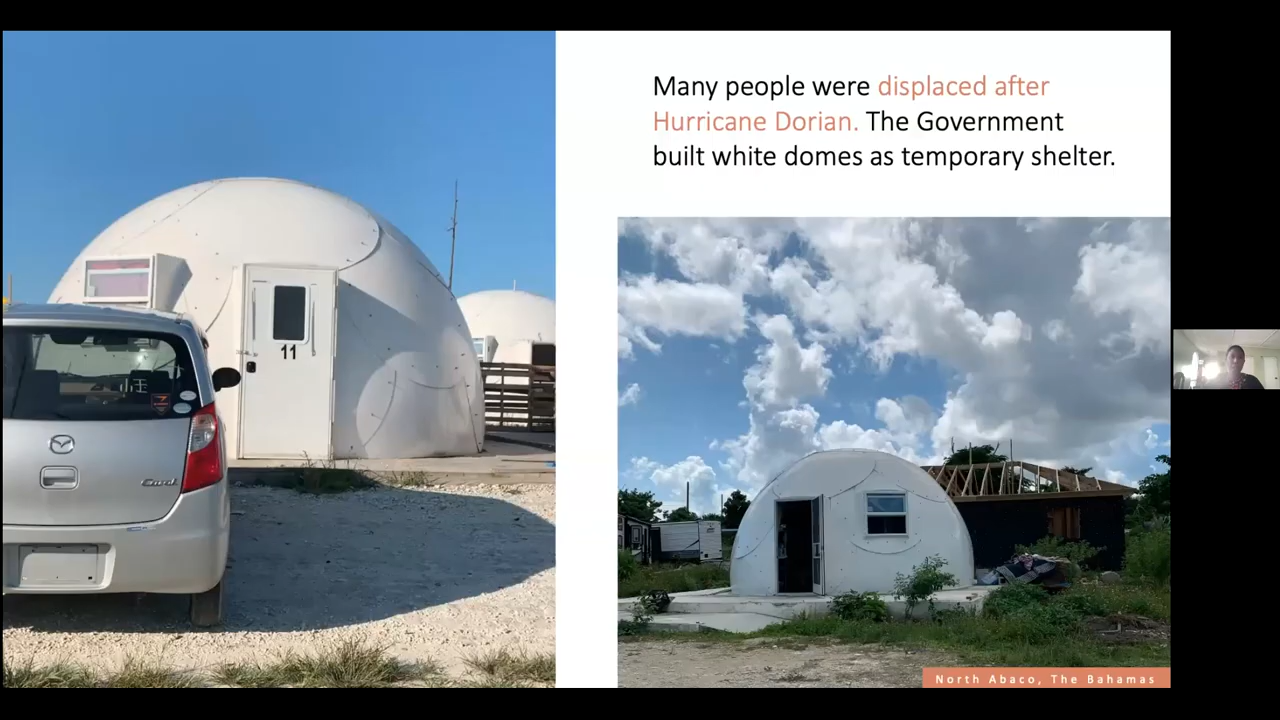 Many people were displaced after
Hurricane Dorian. The Government
built white domes as temporary shelter.
11
North Abaco, The Bahamas